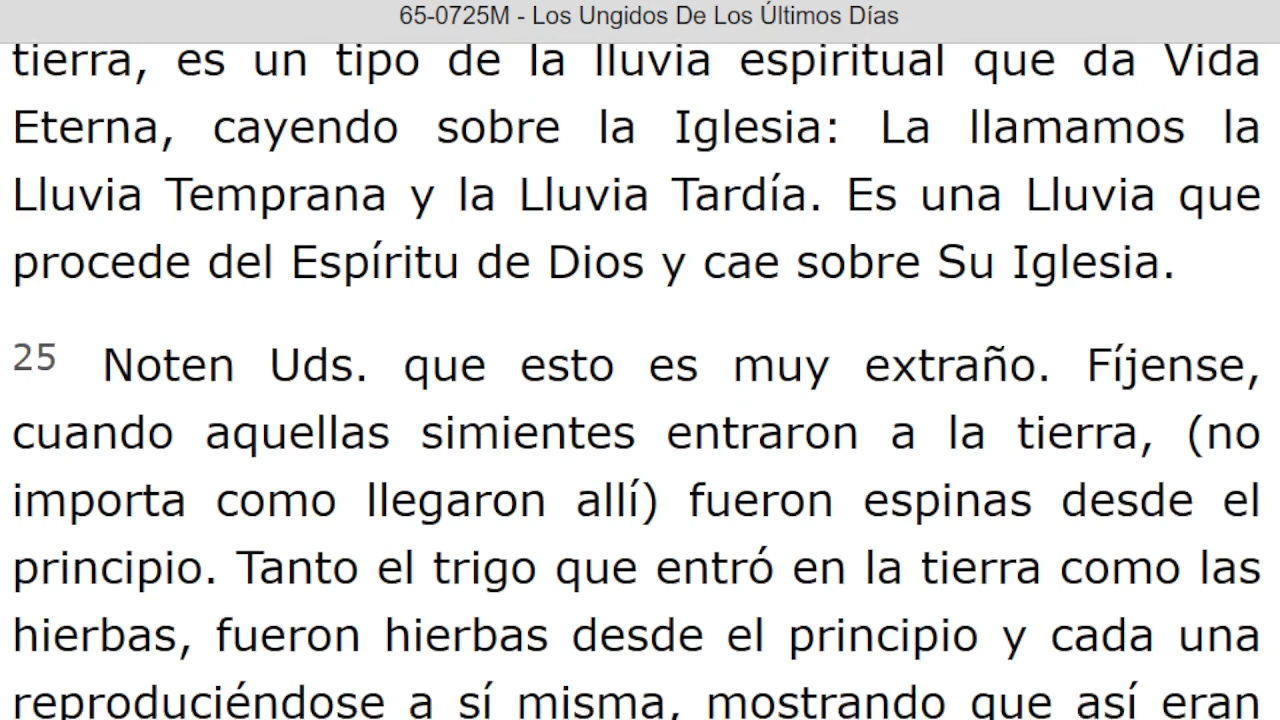 65-0725M - Los Ungidos De Los Últimos Días
tierra, es un tipo de la lluvia espiritual que da Vida
Eterna, cayendo sobre la Iglesia: La llamamos la
Lluvia Temprana y la Lluvia Tardía. Es una Lluvia que
procede del Espíritu de Dios y cae sobre Su Iglesia.
25 Noten Uds. que esto es muy extraño. Fíjense,
cuando aquellas simientes entraron a la tierra, (no
importa como llegaron allí) fueron espinas desde el
principio. Tanto el trigo que entró en la tierra como las
hierbas, fueron hierbas desde el principio y cada una
reproduciéndose a sí misma, mostrando que así eran